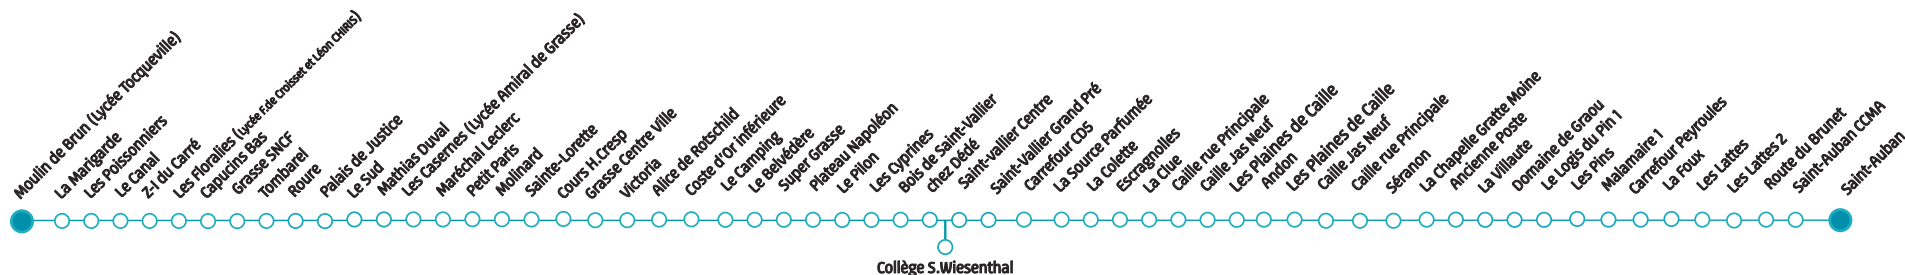 Moulin de Brun (Lycée Tocqueville)
La Marigarde
Les Poissonniers
Le Canal
Z-I du Carré
Les Floralies (Lycée F.de Croisset et Léon CHIRIS)
Capucins Bas
Grasse SNCF
Tombarel
Roure
Palais de Justice
Le Sud
Mathias Duval
Les Casernes (Lycée Amiral de Grasse)
Maréchal Leclerc
Petit Paris
Molinard
Sainte-Lorette
Cours H.Cresp
Grasse Centre Ville
Victoria
Alice de Rotschild
Coste d'Or Inférieure
Le Camping
Le Belvédère
Super Grasse
Plateau Napoléon
Le Pilon
Les Cyprines
Bois de Saint-Vallier
chez Dédé
Saint-vallier Centre
Saint-Vallier Grand Pré
Carrefour CD5
La Source Parfumée
La Colette
Escragnolles
La Clue
Caille rue Principale
Caille Jas Neuf
Les Plaines de Caille
Andon
Les Plaines de Caille
Caille Jas Neuf
Caille rue Principale
Séranon
La Chapelle Gratte Moine
Ancienne Poste
La Villaute
Domaine de Graou
Le Logis du Pin 1
Les Pins
Malamaire 1
Carrefour Peyroules
La Foux
Les Lattes
Les Lattes 2
Route du Brunet
Saint-Auban CCMA
Saint-Auban
Collège S.Wiesenthal